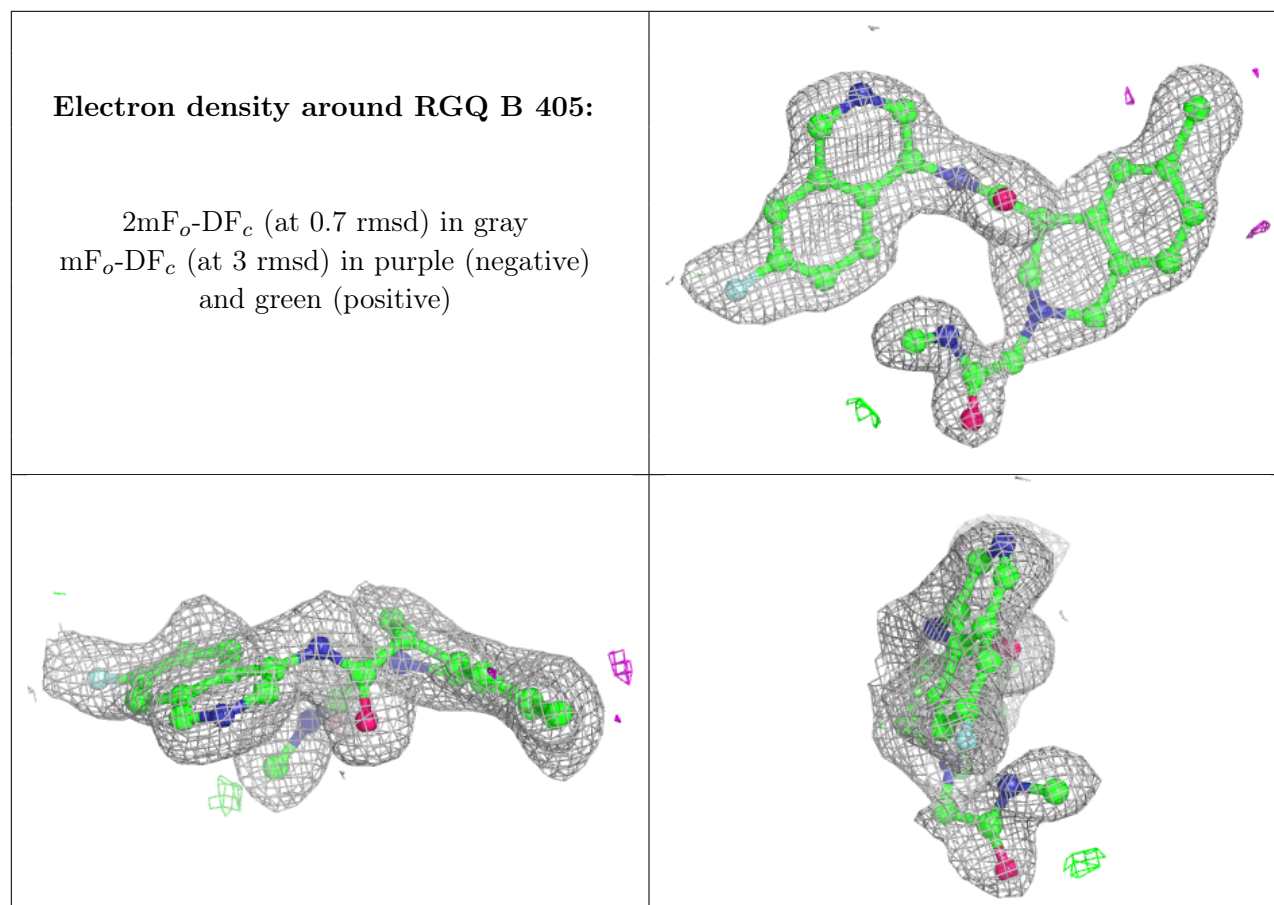 Electron density around RGQ B 405:
2mFₒ-DF𝒸 (at 0.7 rmsd) in gray
mFₒ-DF𝒸 (at 3 rmsd) in purple (negative)
and green (positive)